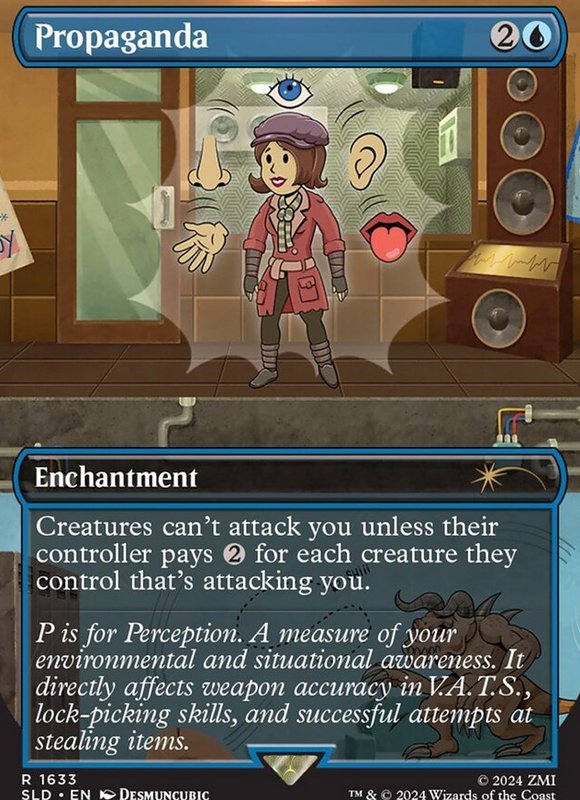 Propaganda 2
Enchantment
Creatures can't attack you unless their
controller pays 2 for each creature they
control that's attacking you.
P is for Perception. A measure of your
environmental and situational awareness. It
directly affects weapon accuracy in V.A.T.S.,
lock-picking skills, and successful attempts at
stealing items.
R 1633
SLD • EN DESMUNCUBIC
© 2024 ZMI
™ & © 2024 Wizards of the Coast